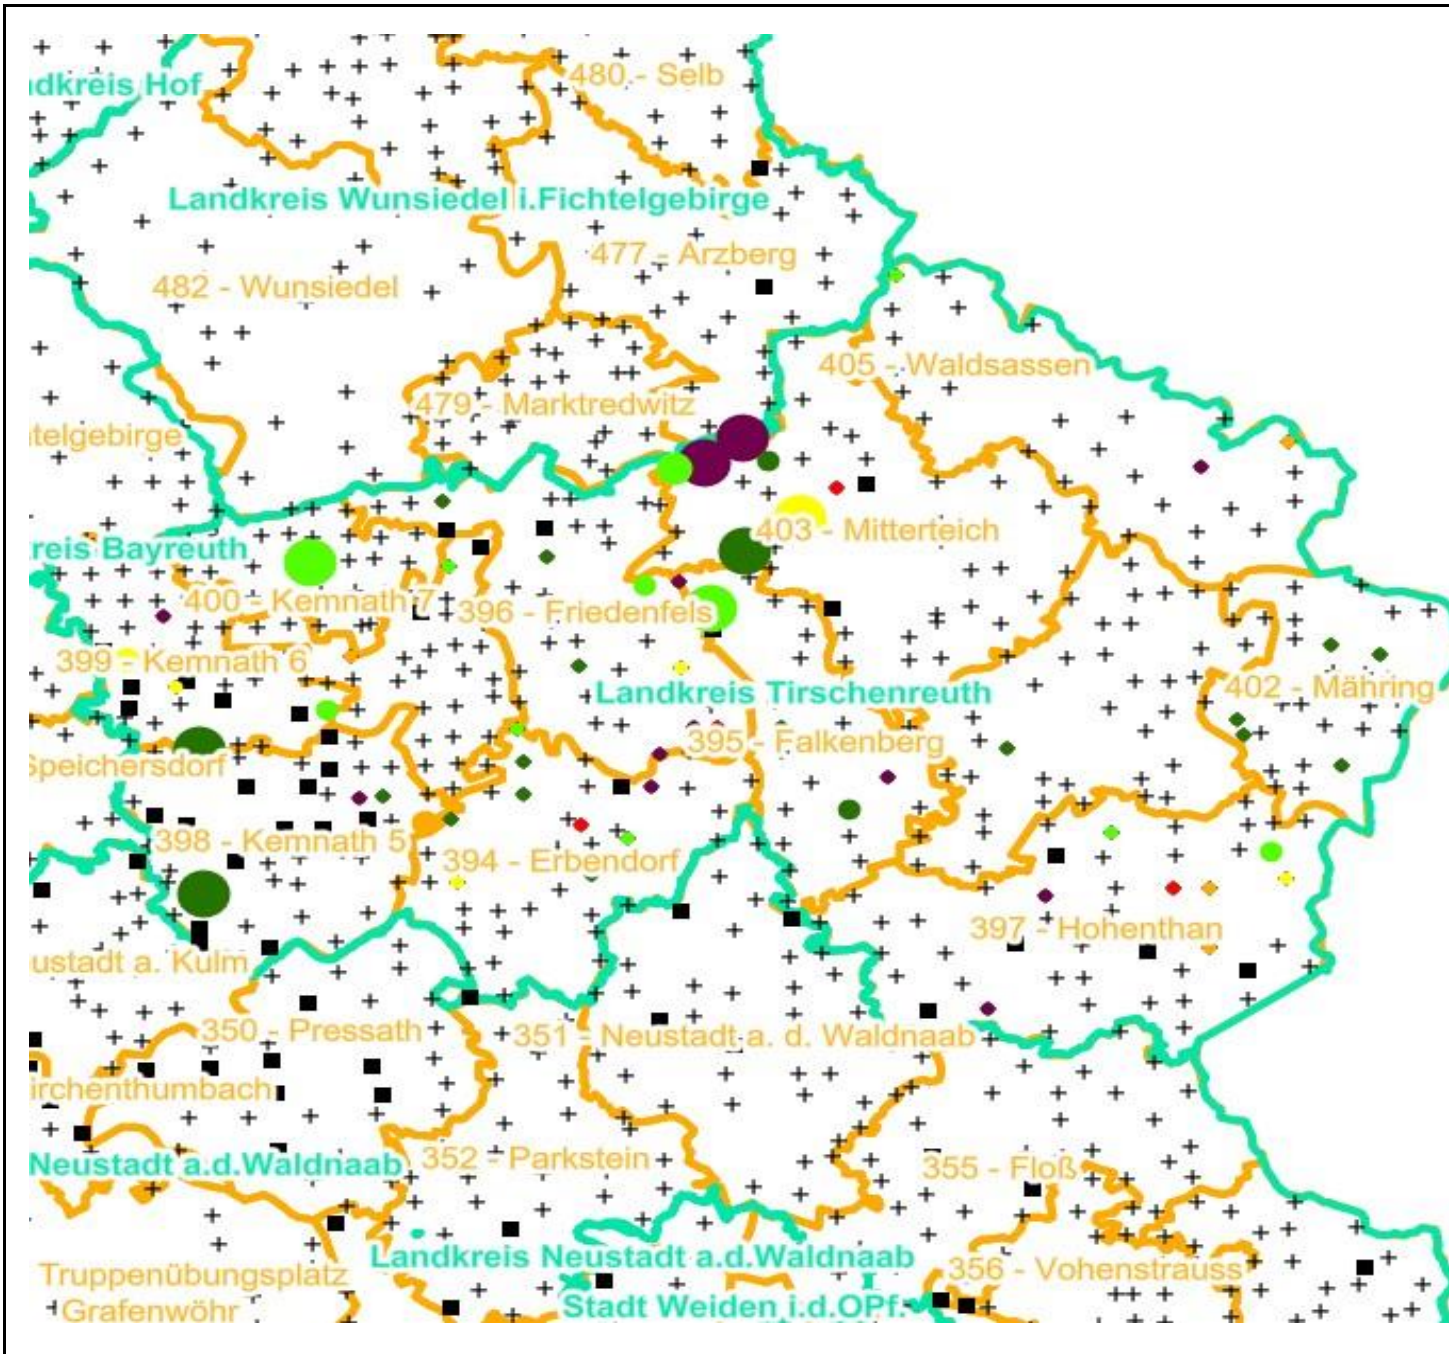 480 - Selb
ndkreis Hof
Landkreis Wunsiedel i.Fichtelgebirge
477 - Arzberg
482 - Wunsiedel
405 - Waldsassen
479 - Marktredwitz
htelgebirge
403 - Mitterteich
kreis Bayreuth
400 - Kemnath 7
396 - Friedenfels
399 - Kemnath 6
Landkreis Tirschenreuth
402 - Mähring
395 - Falkenberg
Speichersdorf
398 - Kemnath 5
394 - Erbendorf
397 - Hohenthan
ustadt a. Kulm
350 - Pressath
351 - Neustadt a. d. Waldnaab
irchenthumbach
Neustadt a.d.Waldnaab
352 - Parkstein
355 - Floß
Landkreis Neustadt a.d.Waldnaab
356 - Vohenstrauss
Truppenübungsplatz
Grafenwöhr
Stadt Weiden i.d.OPf.